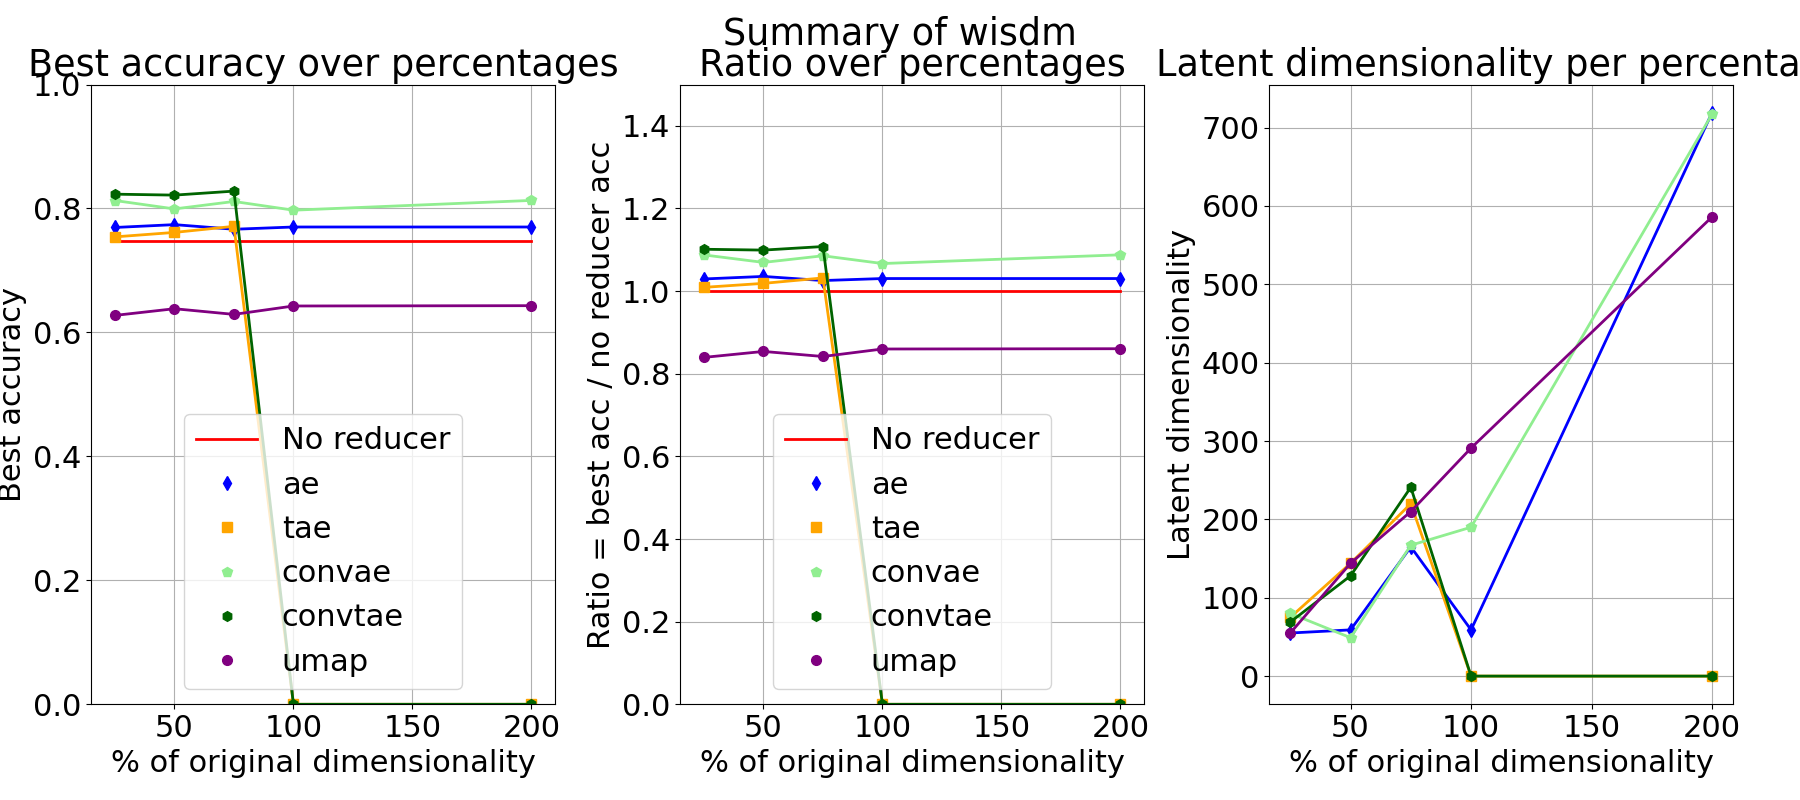 Summary of wisdm
Best accuracy over percentages
Best accuracy
1.0
0.8
0.6
0.4
0.2
0.0
50
100
150
200
% of original dimensionality
No reducer
ae
tae
convae
convtae
umap
Ratio over percentages
Ratio = best acc / no reducer acc
1.4
1.2
1.0
0.8
0.6
0.4
0.2
0.0
50
100
150
200
% of original dimensionality
No reducer
ae
tae
convae
convtae
umap
Latent dimensionality per percenta
Latent dimensionality
700
600
500
400
300
200
100
0
50
100
150
200
% of original dimensionality